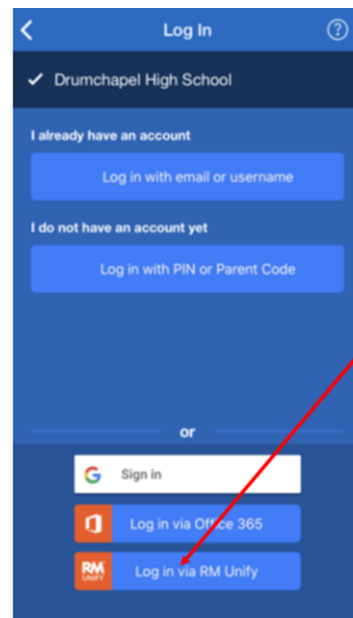 Log In
?
Drumchapel High School
I already have an account
Log in with email or username
I do not have an account yet
Log in with PIN or Parent Code
or
G Sign in
Log in via Office 365
RM UNIFY Log in via RM Unify